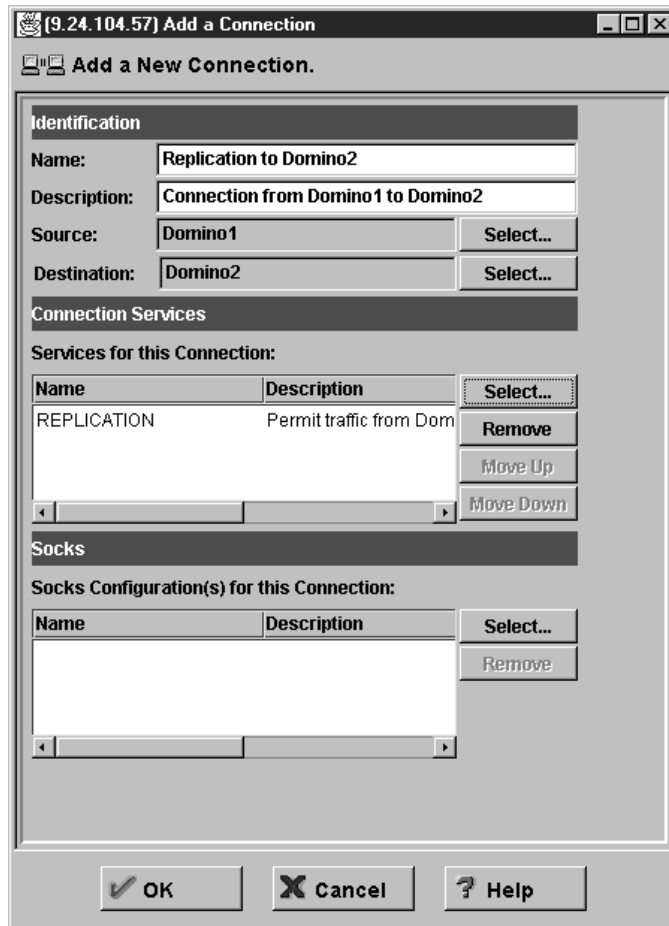 (9.24.104.57) Add a Connection
Add a New Connection.
Identification
Name: Replication to Domino2
Description: Connection from Domino1 to Domino2
Source: Domino1 Select...
Destination: Domino2 Select...
Connection Services
Services for this Connection:
Name Description Select...
REPLICATION Permit traffic from Dom Remove
Move Up
Move Down
Socks
Socks Configuration(s) for this Connection:
Name Description Select...
Remove
OK Cancel Help